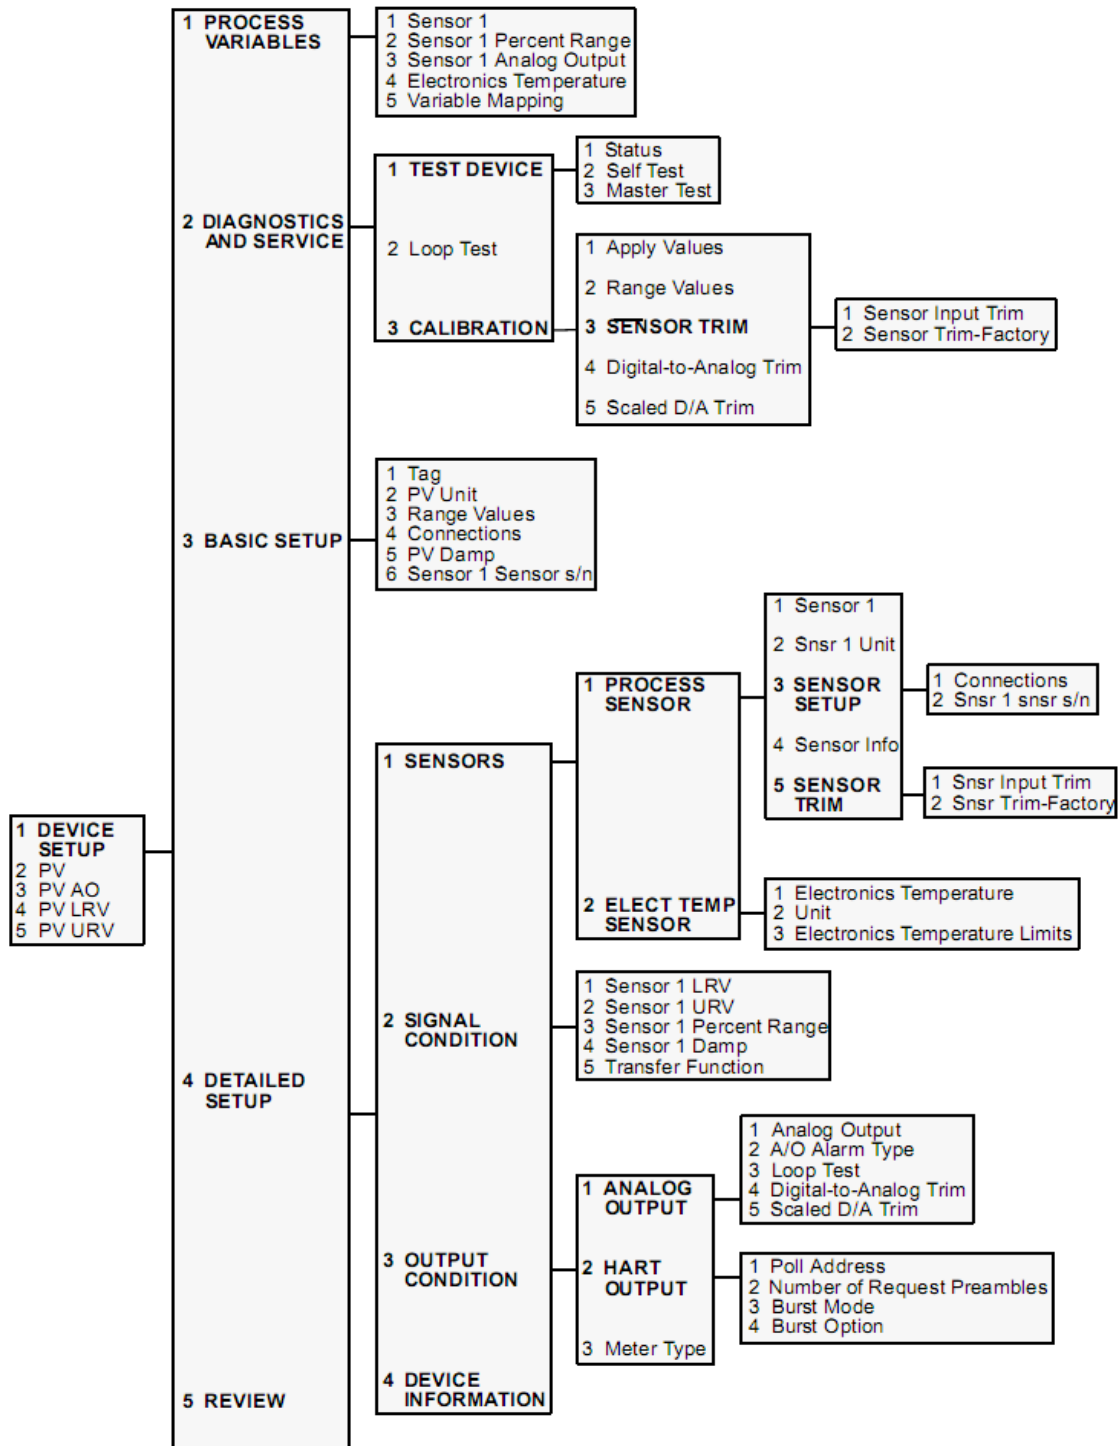 1 PROCESS
VARIABLES
1 Sensor 1
2 Sensor 1 Percent Range
3 Sensor 1 Analog Output
4 Electronics Temperature
5 Variable Mapping
2 DIAGNOSTICS
AND SERVICE
1 TEST DEVICE
2 Loop Test
3 CALIBRATION
1 Status
2 Self Test
3 Master Test
1 Apply Values
2 Range Values
3 SENSOR TRIM
4 Digital-to-Analog Trim
5 Scaled D/A Trim
1 Sensor Input Trim
2 Sensor Trim-Factory
3 BASIC SETUP
1 Tag
2 PV Unit
3 Range Values
4 Connections
5 PV Damp
6 Sensor 1 Sensor s/n
1 DEVICE
SETUP
2 PV
3 PV AO
4 PV LRV
5 PV URV
4 DETAILED
SETUP
1 SENSORS
1 PROCESS
SENSOR
1 Sensor 1
2 Snsr 1 Unit
3 SENSOR
SETUP
4 Sensor Info
5 SENSOR
TRIM
1 Connections
2 Snsr 1 snsr s/n
1 Snsr Input Trim
2 Snsr Trim-Factory
2 ELECT TEMP
SENSOR
1 Electronics Temperature
2 Unit
3 Electronics Temperature Limits
2 SIGNAL
CONDITION
1 Sensor 1 LRV
2 Sensor 1 URV
3 Sensor 1 Percent Range
4 Sensor 1 Damp
5 Transfer Function
3 OUTPUT
CONDITION
1 ANALOG
OUTPUT
1 Analog Output
2 A/O Alarm Type
3 Loop Test
4 Digital-to-Analog Trim
5 Scaled D/A Trim
2 HART
OUTPUT
1 Poll Address
2 Number of Request Preambles
3 Burst Mode
4 Burst Option
3 Meter Type
4 DEVICE
INFORMATION
5 REVIEW